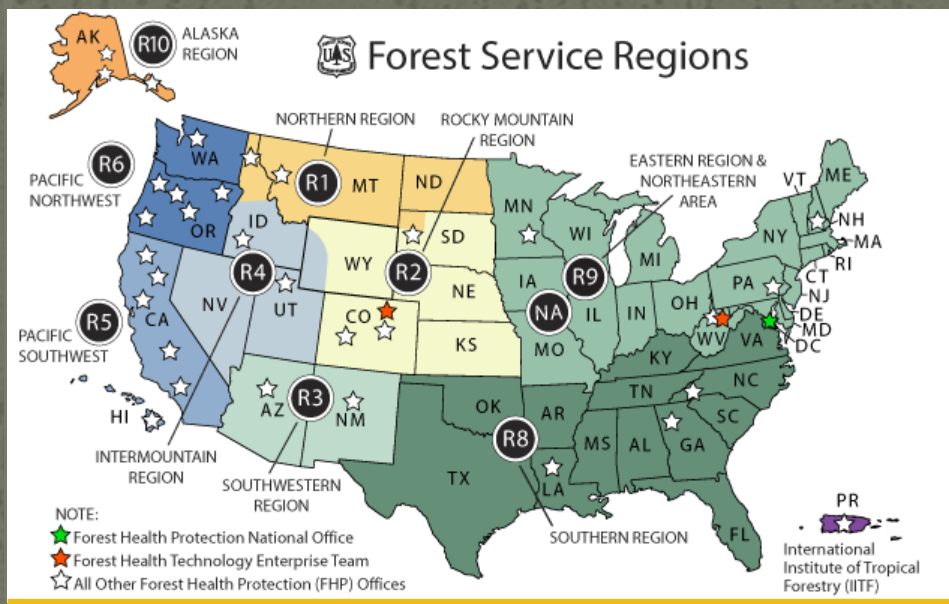 AK
R10
ALASKA
REGION
UAS
Forest Service Regions
NORTHERN REGION
ROCKY MOUNTAIN
REGION
EASTERN REGION &
NORTHEASTERN
AREA
R6
PACIFIC
NORTHWEST
WA
OR
R1
MT
ND
ID
WY
R2
SD
NE
KS
CO
R4
NV
UT
R5
PACIFIC
SOUTHWEST
CA
HI
R3
AZ
NM
INTERMOUNTAIN
REGION
SOUTHWESTERN
REGION
MN
WI
MI
IA
R9
NA
IL
IN
OH
MO
PA
NY
VT
ME
NH
MA
RI
CT
NJ
DE
MD
DC
WV
VA
KY
TN
NC
SC
OK
AR
R8
MS
AL
GA
TX
LA
FL
SOUTHERN REGION
PR
International
Institute of Tropical
Forestry (IITF)
NOTE:
Forest Health Protection National Office
Forest Health Technology Enterprise Team
All Other Forest Health Protection (FHP) Offices